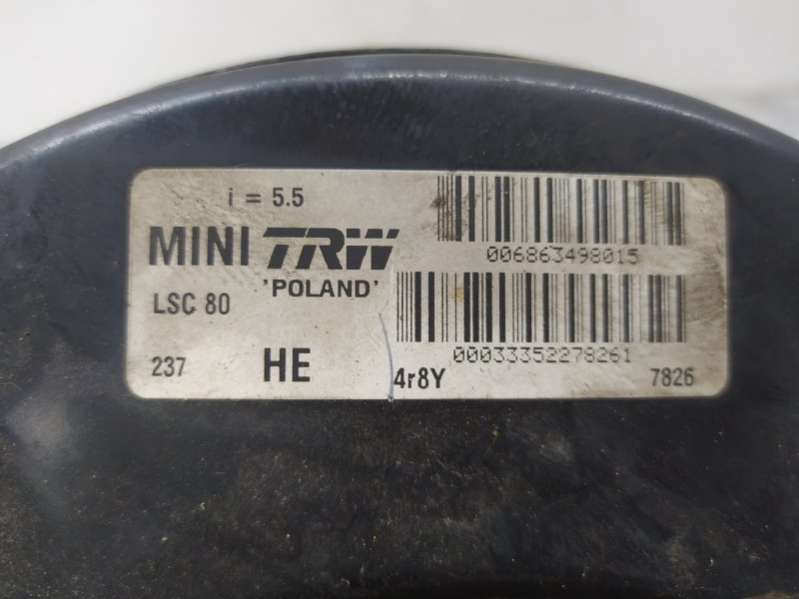 i = 5.5
006863498015
MINI TRW
'POLAND'
LSC 80
00033352278261
237 HE 4r8Y 7826